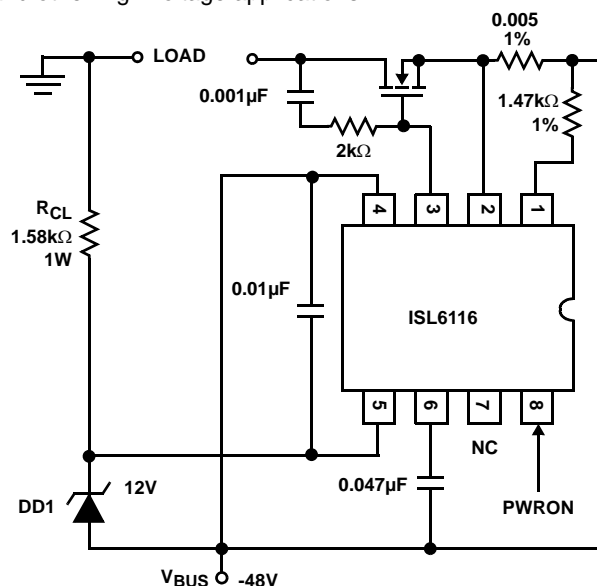 LOAD
0.005
1%
0.001µF
1.47kΩ
1%
2kΩ
4
3
2
1
RCL
1.58kΩ
1W
0.01µF
ISL6116
5
6
7
8
NC
12V
0.047µF
DD1
PWRON
VBUS
-48V